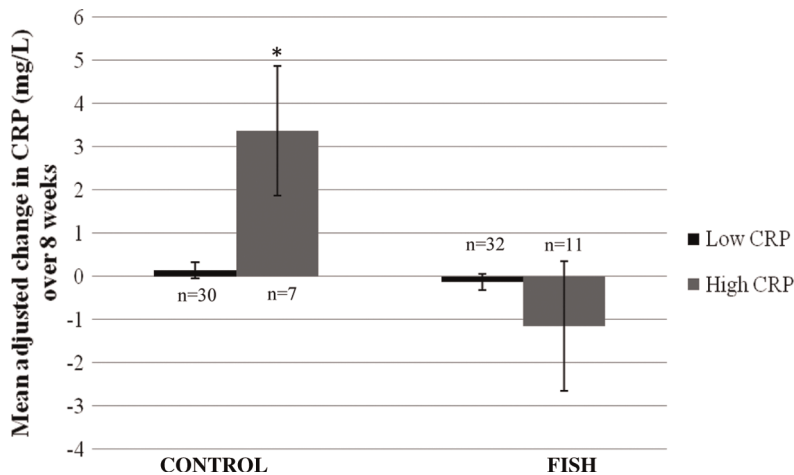 Mean adjusted change in CRP (mg/L)
over 8 weeks
6
5
4
3
2
1
0
-1
-2
-3
-4
*
n=30
n=7
n=32
n=11
CONTROL
FISH
Low CRP
High CRP